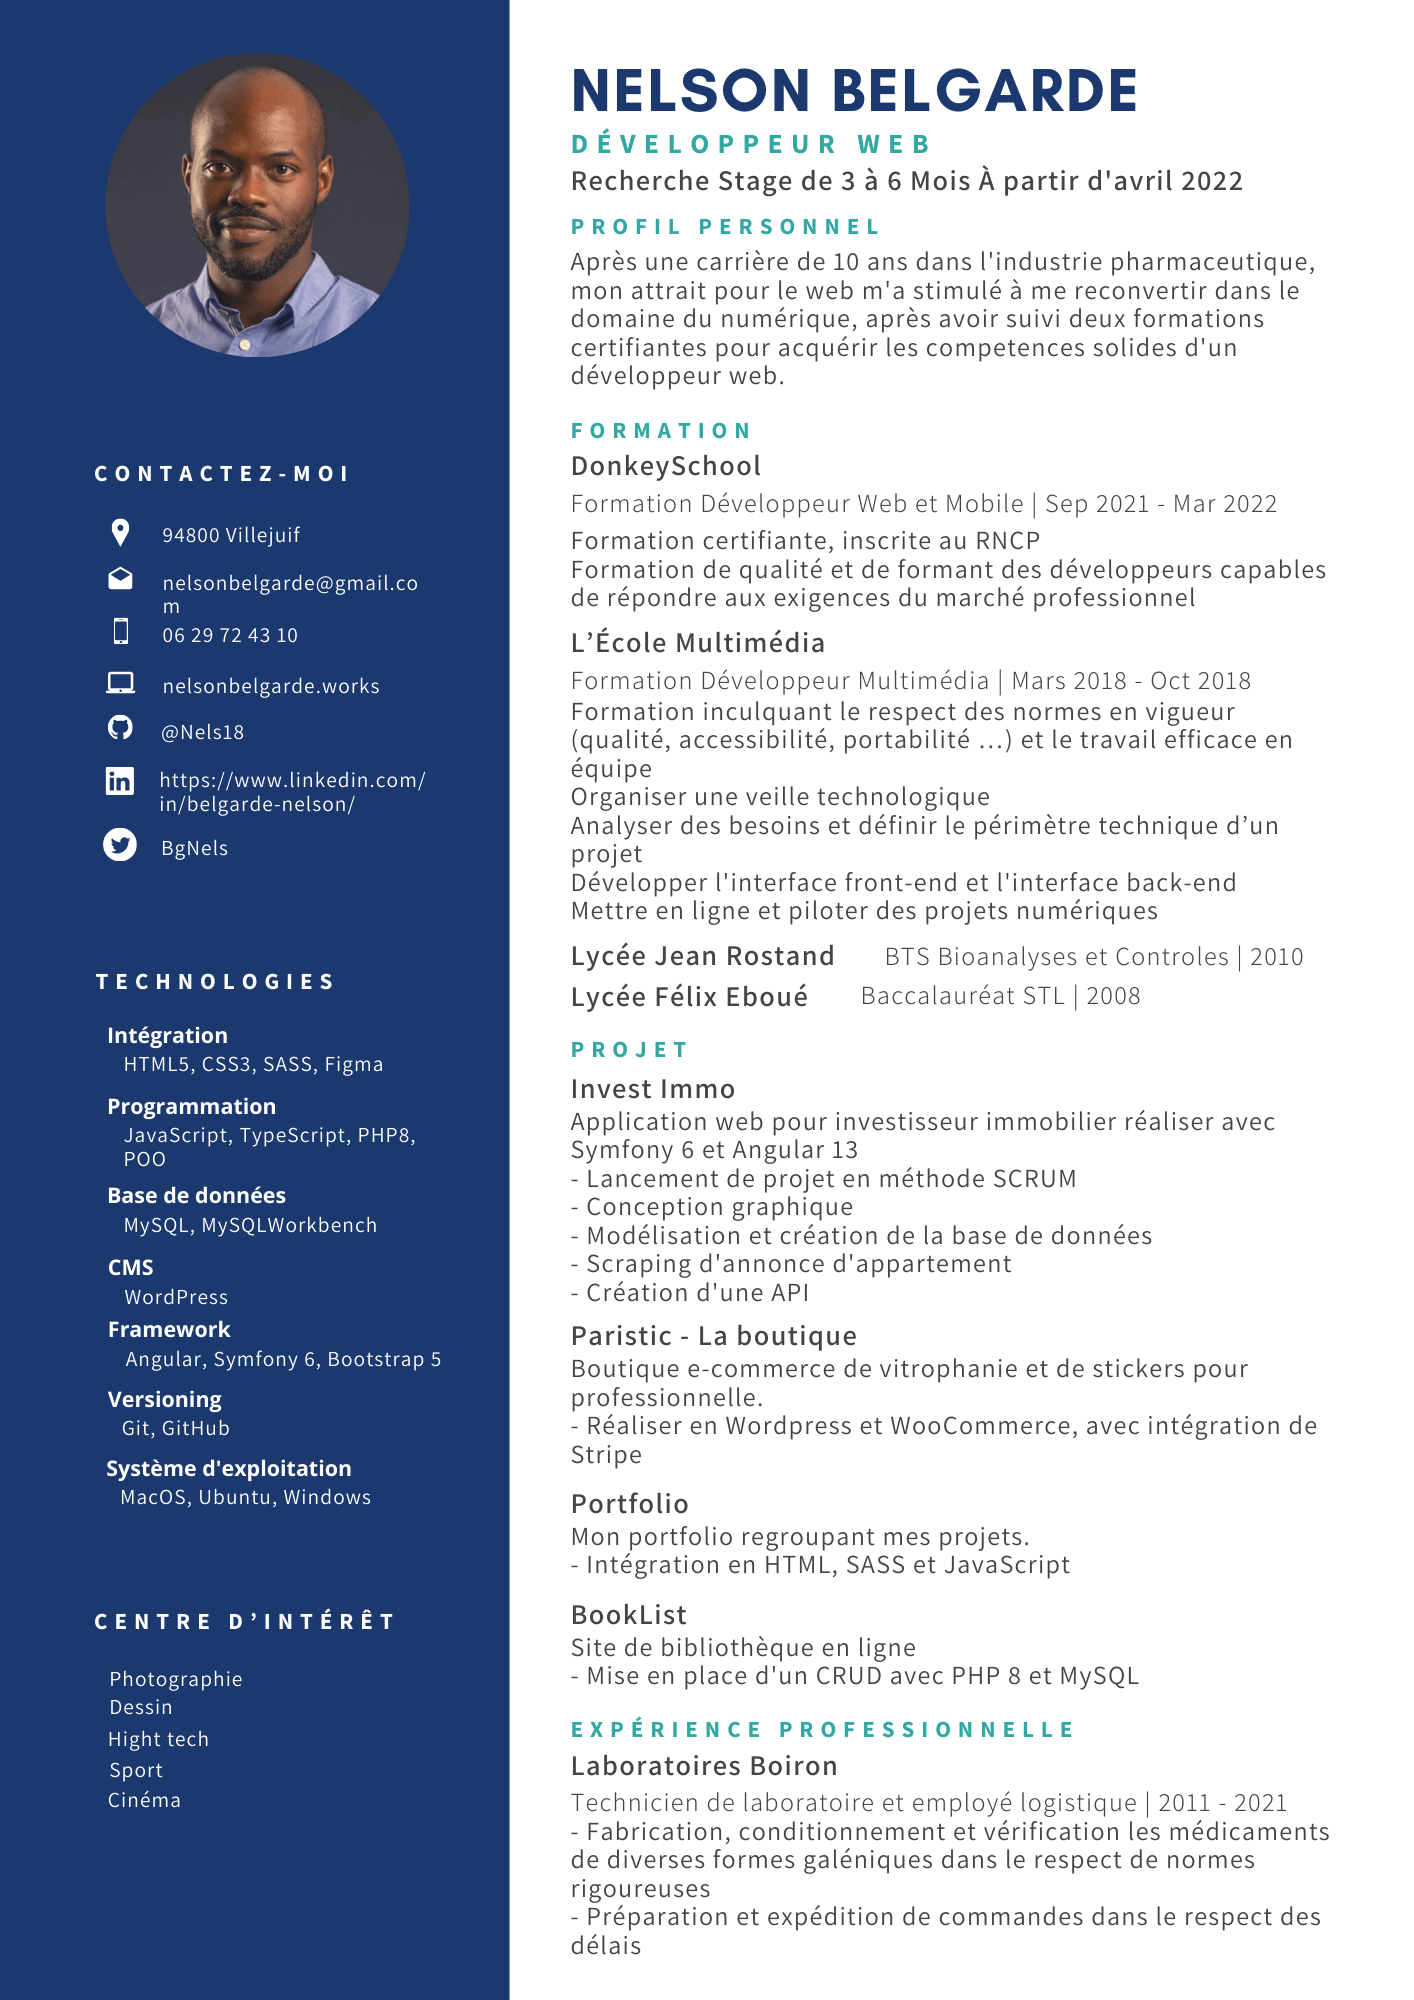 NELSON BELGARDE
DÉVELOPPEUR WEB
Recherche Stage de 3 à 6 Mois À partir d'avril 2022
PROFIL PERSONNEL
Après une carrière de 10 ans dans l'industrie pharmaceutique,
mon attrait pour le web m'a stimulé à me reconvertir dans le
domaine du numérique, après avoir suivi deux formations
certifiantes pour acquérir les competences solides d'un
développeur web.
FORMATION
DonkeySchool
Formation Développeur Web et Mobile | Sep 2021 - Mar 2022
Formation certifiante, inscrite au RNCP
Formation de qualité et de formant des développeurs capables
de répondre aux exigences du marché professionnel
L’École Multimédia
Formation Développeur Multimédia | Mars 2018 - Oct 2018
Formation inculquant le respect des normes en vigueur
(qualité, accessibilité, portabilité …) et le travail efficace en
équipe
Organiser une veille technologique
Analyser des besoins et définir le périmètre technique d’un
projet
Développer l'interface front-end et l'interface back-end
Mettre en ligne et piloter des projets numériques
Lycée Jean Rostand BTS Bioanalyses et Controles | 2010
Lycée Félix Eboué Baccalauréat STL | 2008
PROJET
Invest Immo
Application web pour investisseur immobilier réaliser avec
Symfony 6 et Angular 13
- Lancement de projet en méthode SCRUM
- Conception graphique
- Modélisation et création de la base de données
- Scraping d'annonce d'appartement
- Création d'une API
Paristic - La boutique
Boutique e-commerce de vitrophanie et de stickers pour
professionnelle.
- Réaliser en Wordpress et WooCommerce, avec intégration de
Stripe
Portfolio
Mon portfolio regroupant mes projets.
- Intégration en HTML, SASS et JavaScript
BookList
Site de bibliothèque en ligne
- Mise en place d'un CRUD avec PHP 8 et MySQL
EXPÉRIENCE PROFESSIONNELLE
Laboratoires Boiron
Technicien de laboratoire et employé logistique | 2011 - 2021
- Fabrication, conditionnement et vérification les médicaments
de diverses formes galéniques dans le respect de normes
rigoureuses
- Préparation et expédition de commandes dans le respect des
délais
CONTACTEZ-MOI
94800 Villejuif
nelsonbelgarde@gmail.co
m
06 29 72 43 10
nelsonbelgarde.works
@Nels18
https://www.linkedin.com/
in/belgarde-nelson/
BgNels
TECHNOLOGIES
Intégration
HTML5, CSS3, SASS, Figma
Programmation
JavaScript, TypeScript, PHP8,
POO
Base de données
MySQL, MySQLWorkbench
CMS
WordPress
Framework
Angular, Symfony 6, Bootstrap 5
Versioning
Git, GitHub
Système d'exploitation
MacOS, Ubuntu, Windows
CENTRE D’INTÉRÊT
Photographie
Dessin
Hight tech
Sport
Cinéma